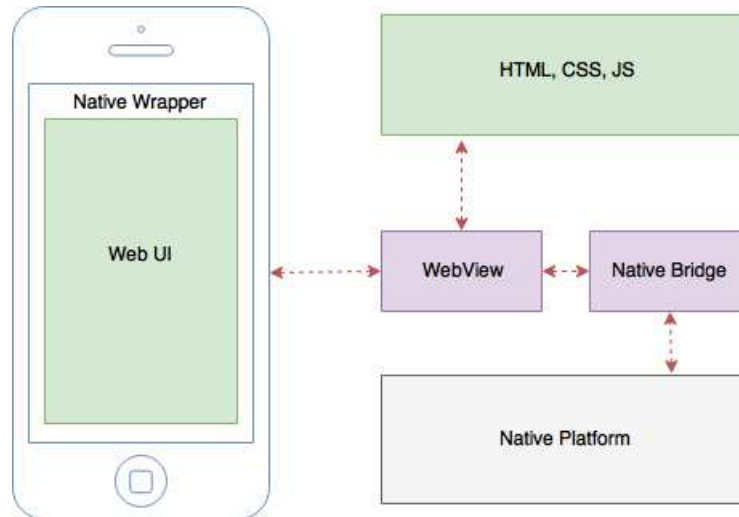 Native Wrapper
Web UI
HTML, CSS, JS
WebView
Native Bridge
Native Platform